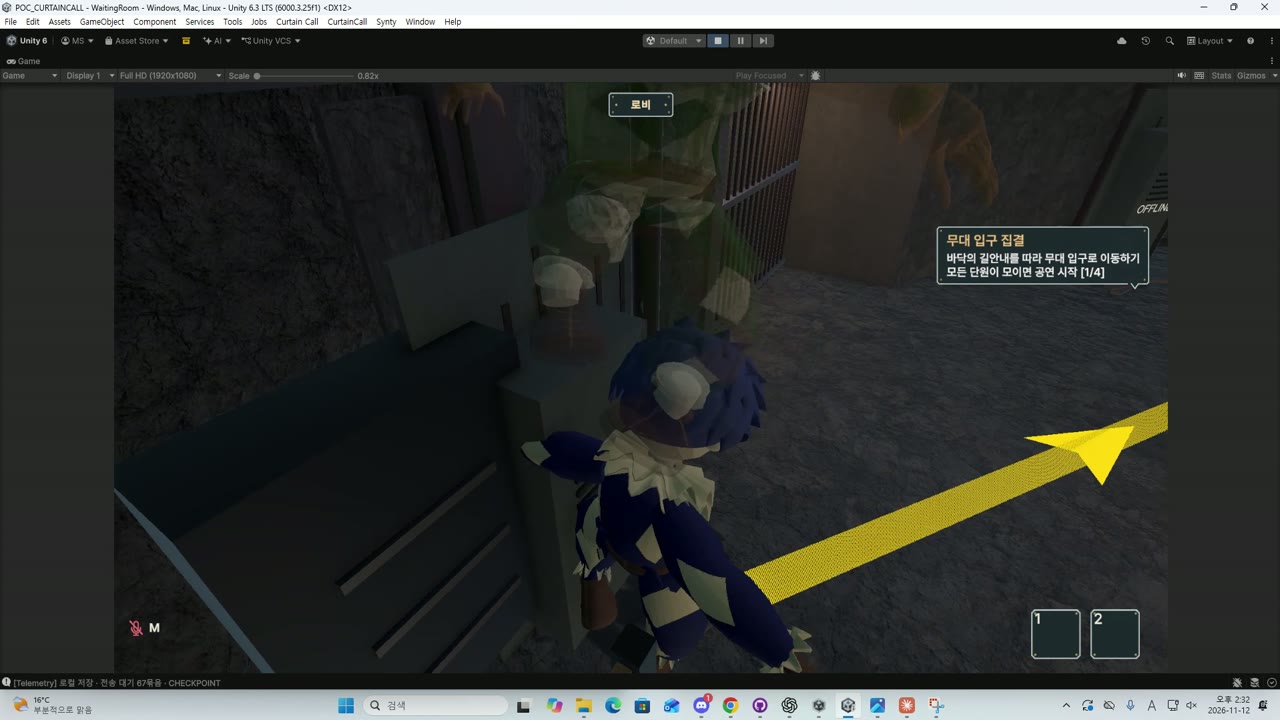 POC_CURTAINCALL - WaitingRoom - Windows, Mac, Linux - Unity 6.3 LTS (6000.3.25f1) <DX12>
File Edit Assets GameObject Component Services Tools Jobs Curtain Call CurtainCall Synty Window Help
Unity 6 MS Asset Store AI Unity VCS Default Layout
Game
Game Display 1 Full HD (1920x1080) Scale 0.82x Play Focused Stats Gizmos
로비
OFFLIN
무대 입구 집결
바닥의 길안내를 따라 무대 입구로 이동하기
모든 단원이 모이면 공연 시작 [1/4]
1 2
M
[Telemetry] 로컬 저장 · 전송 대기 67묶음 · CHECKPOINT
16°C
부분적으로 맑음
검색
1
A
오후 2:32
2026-11-12